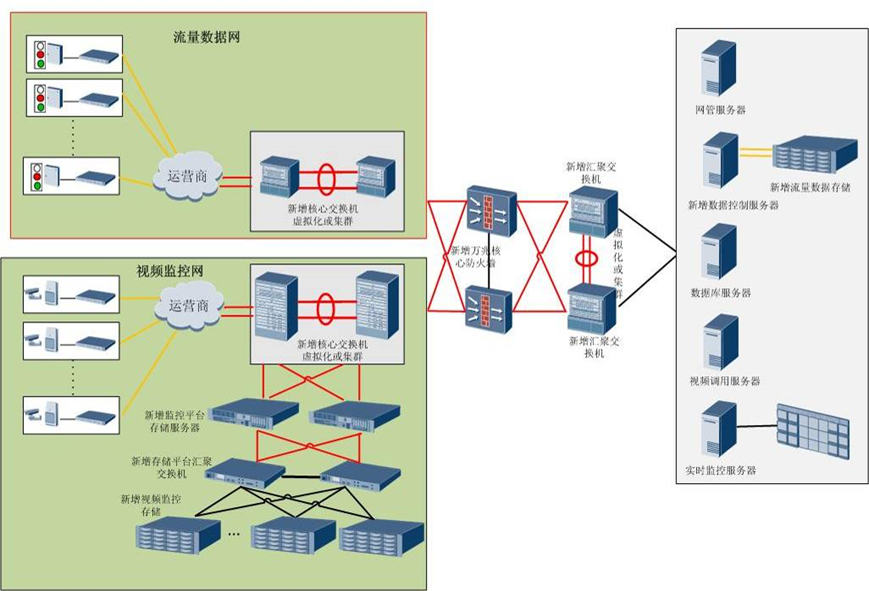 流量数据网
运营商
新增核心交换机
虚拟化或集群
视频监控网
运营商
新增核心交换机
虚拟化或集群
新增监控平台
存储服务器
新增存储平台汇聚
交换机
新增视频监控
存储
...
新增万兆核
心防火墙
新增汇聚交
换机
虚
拟
化
或
集
群
新增汇聚交
换机
网管服务器
新增数据控制服务器
新增流量数据存储
数据库服务器
视频调用服务器
实时监控服务器